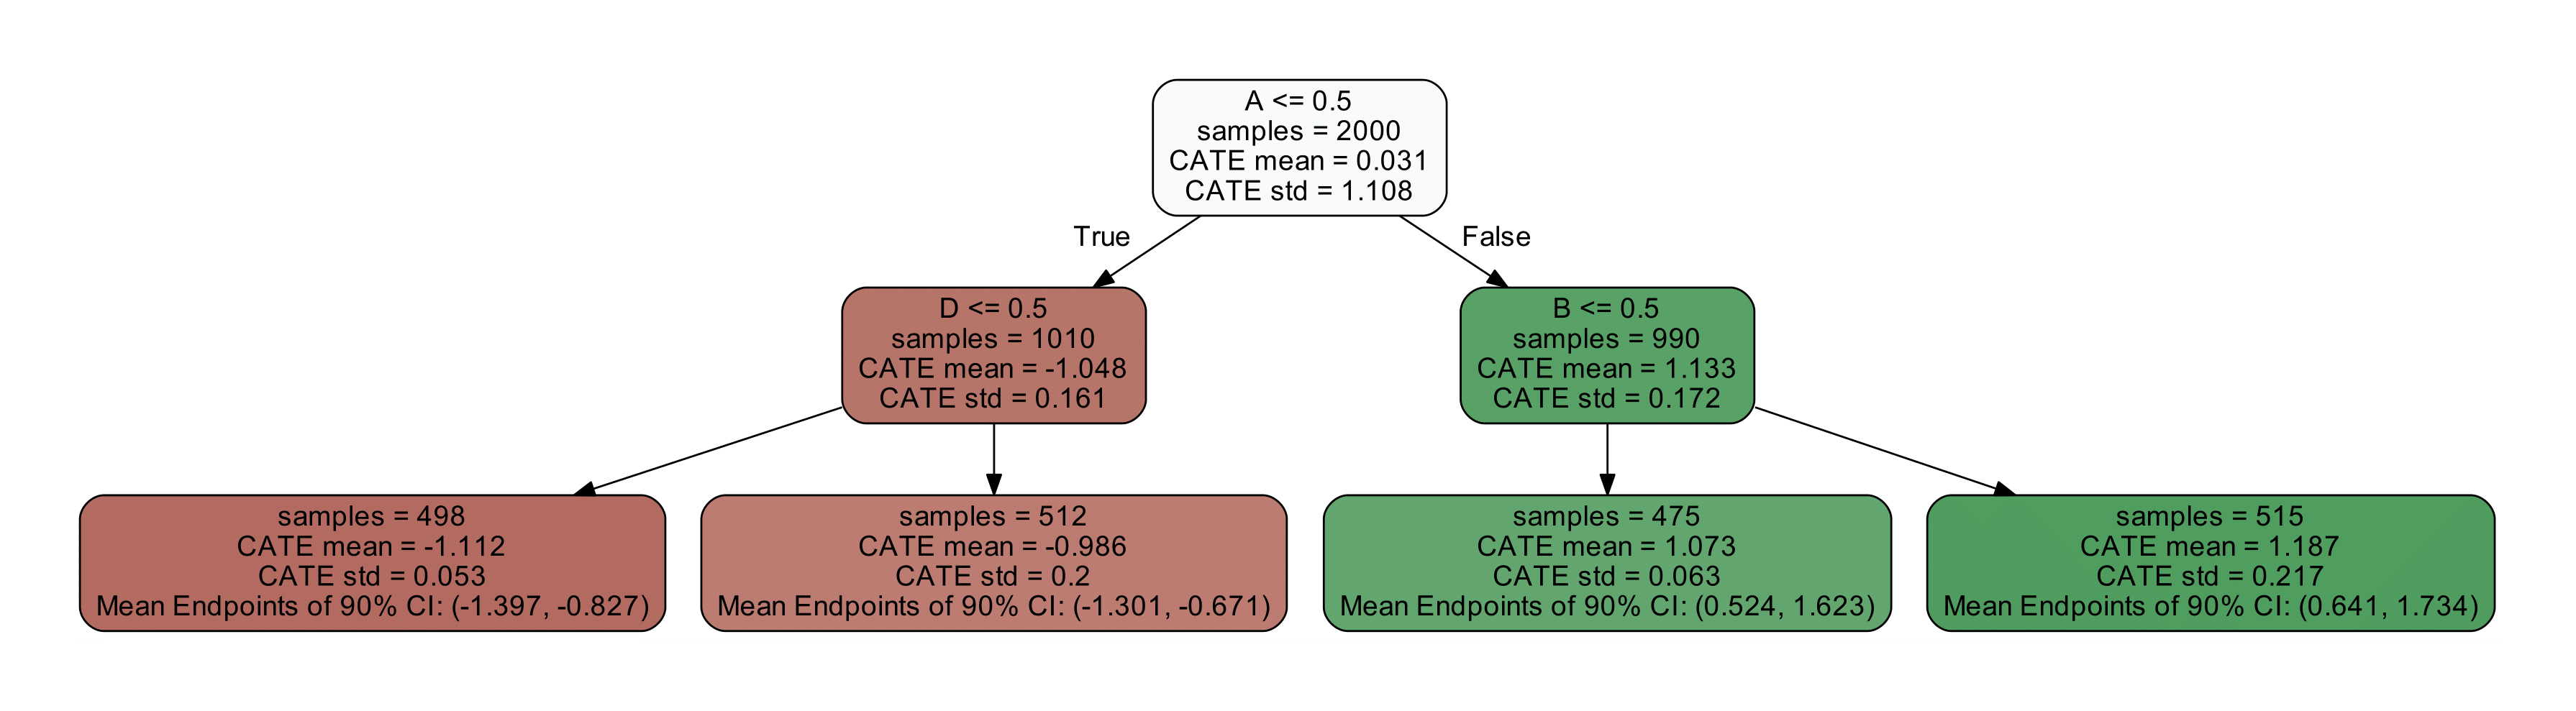 A <= 0.5
samples = 2000
CATE mean = 0.031
CATE std = 1.108
True
False
D <= 0.5
samples = 1010
CATE mean = -1.048
CATE std = 0.161
B <= 0.5
samples = 990
CATE mean = 1.133
CATE std = 0.172
samples = 498
CATE mean = -1.112
CATE std = 0.053
Mean Endpoints of 90% CI: (-1.397, -0.827)
samples = 512
CATE mean = -0.986
CATE std = 0.2
Mean Endpoints of 90% CI: (-1.301, -0.671)
samples = 475
CATE mean = 1.073
CATE std = 0.063
Mean Endpoints of 90% CI: (0.524, 1.623)
samples = 515
CATE mean = 1.187
CATE std = 0.217
Mean Endpoints of 90% CI: (0.641, 1.734)